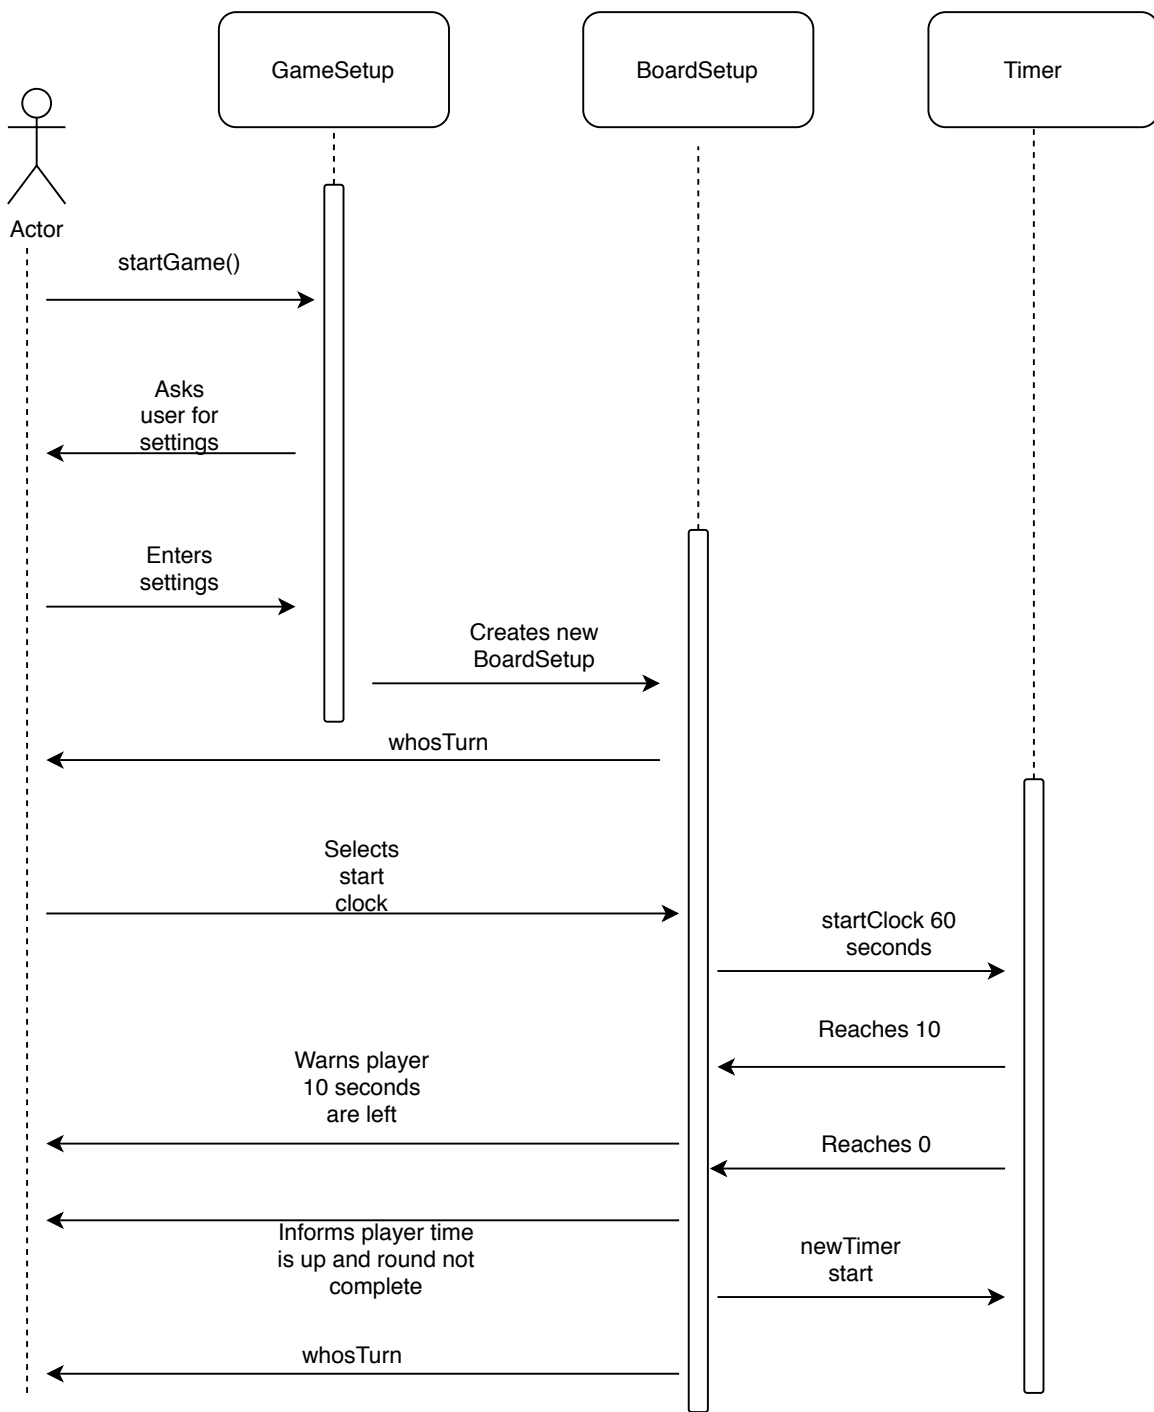 GameSetup
BoardSetup
Timer
Actor
startGame()
Asks
user for
settings
Enters
settings
Creates new
BoardSetup
whosTurn
Selects
start
clock
startClock 60
seconds
Reaches 10
Warns player
10 seconds
are left
Reaches 0
Informs player time
is up and round not
complete
newTimer
start
whosTurn